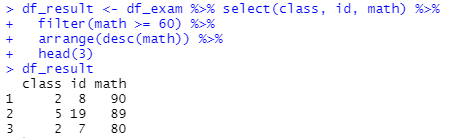 > df_result <- df_exam %>% select(class, id, math) %>%
+   filter(math >= 60) %>%
+   arrange(desc(math)) %>%
+   head(3)
> df_result
  class id math
1     2  8   90
2     5 19   89
3     2  7   80